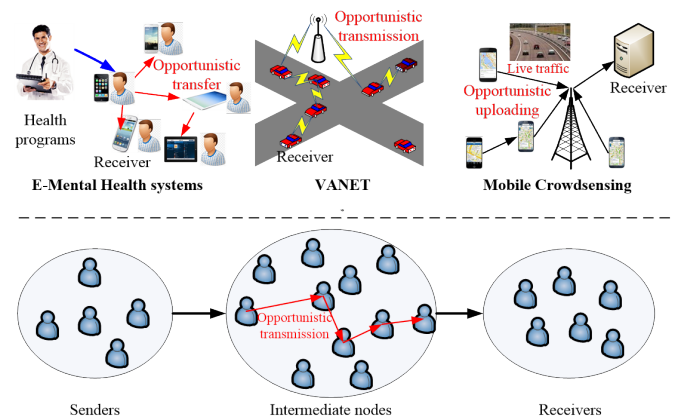 Opportunistic
transfer
Health
programs
Receiver
E-Mental Health systems
Opportunistic
transmission
Receiver
VANET
Live traffic
Opportunistic
uploading
Receiver
Mobile Crowdsensing
Opportunistic
transmission
Senders
Intermediate nodes
Receivers